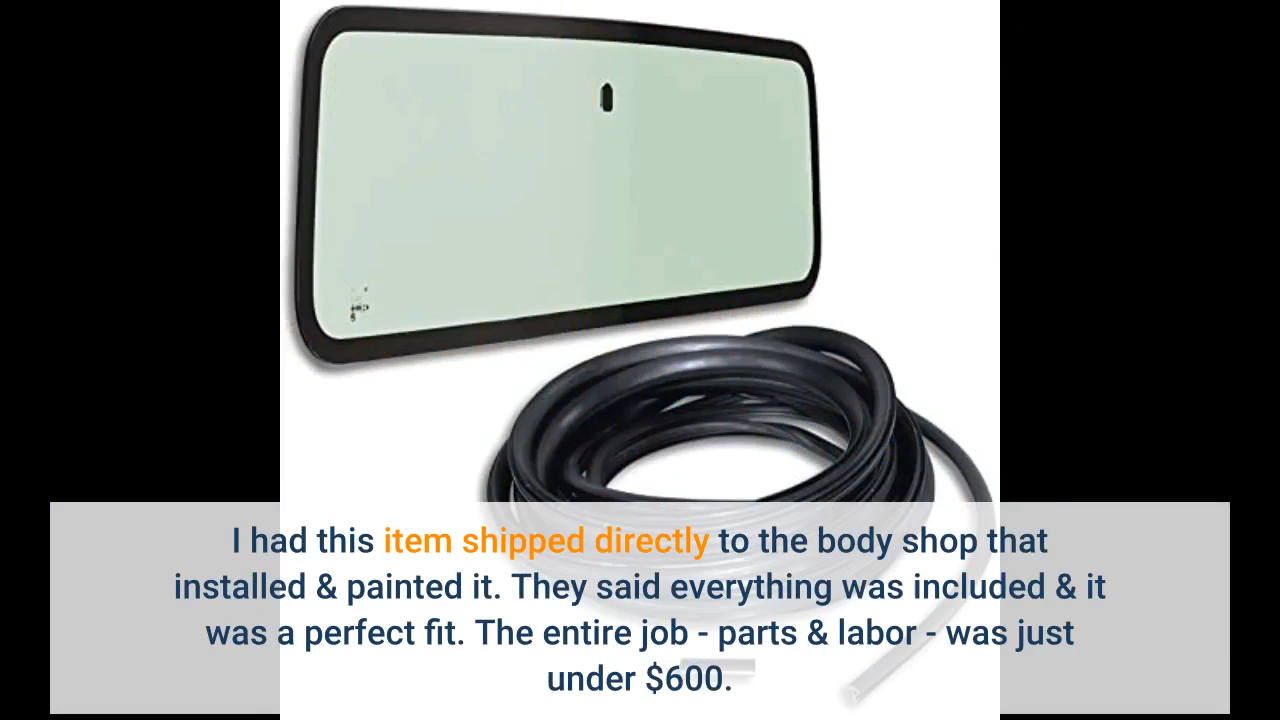 I had this item shipped directly to the body shop that
installed & painted it. They said everything was included & it
was a perfect fit. The entire job - parts & labor - was just
under $600.